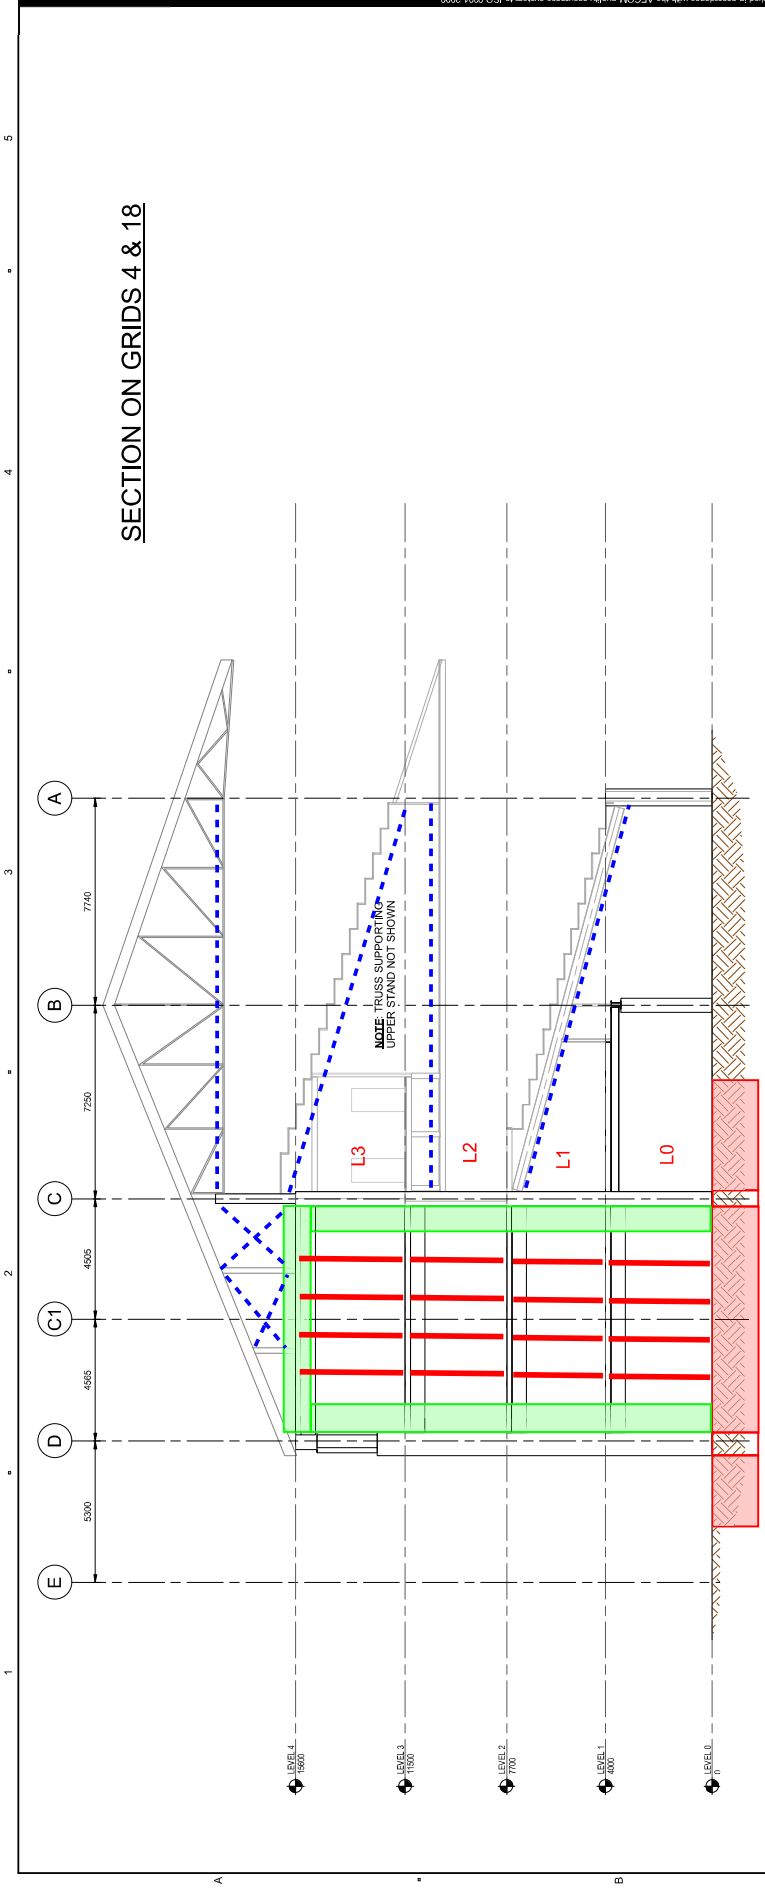 SECTION ON GRIDS 4 & 18
E
D
C1
C
B
A
5300
4565
4505
7250
7740
LEVEL 4
15600
LEVEL 3
11500
LEVEL 2
7700
LEVEL 1
4000
LEVEL 0
0
NOTE: TRUSS SUPPORTING
UPPER STAND NOT SHOWN
L3
L2
L1
L0
1
2
3
4
5
A
B